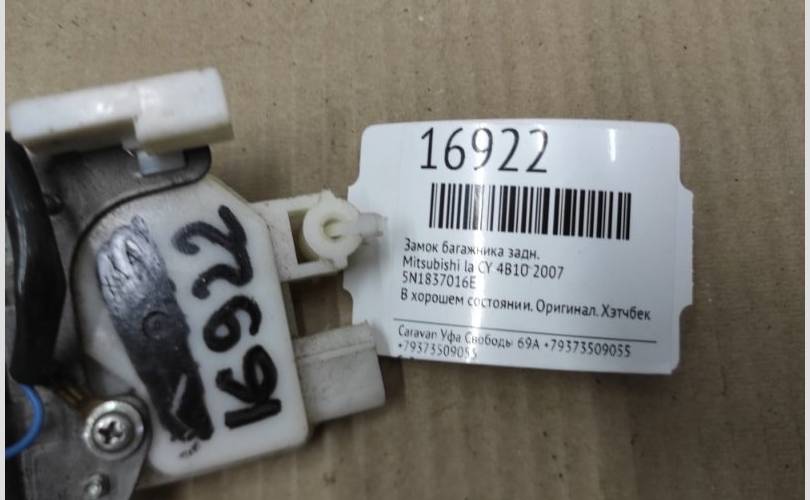 16922
Замок багажника задн.
Mitsubishi la CY 4B10 2007
5N1837016E
В хорошем состоянии. Оригинал. Хэтчбек
Caravan Уфа Свободы 69А +79373509055
+79373509055
16922